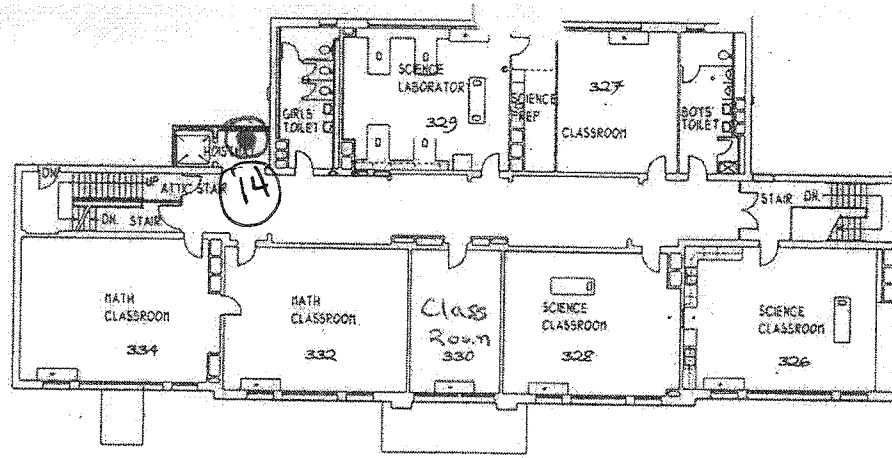 SCIENCE
LABORATOR
329
GIRLS
TOILET
SCIENCE
PREP
327
CLASSROOM
BOYS'
TOILET
DN.
UP
ATTIC STAIR
14
DN.
STAIR
STAIR
DN.
MATH
CLASSROOM
334
MATH
CLASSROOM
332
Class
Room
330
SCIENCE
CLASSROOM
328
SCIENCE
CLASSROOM
326